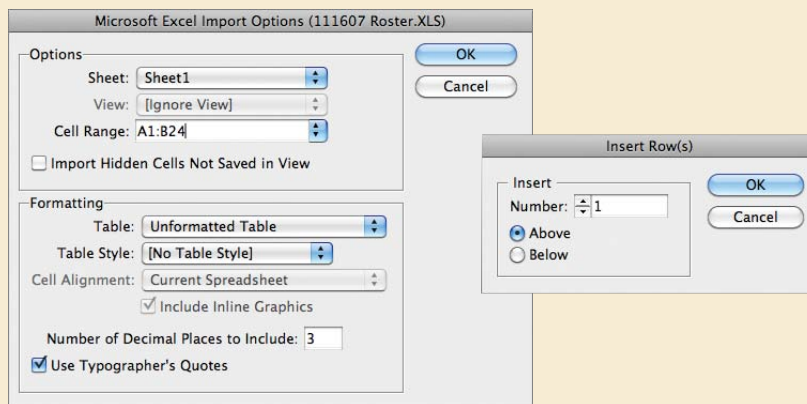 Microsoft Excel Import Options (111607 Roster.XLS)
Options
Sheet: Sheet1
View: [Ignore View]
Cell Range: A1:B24
Import Hidden Cells Not Saved in View
OK
Cancel
Formatting
Table: Unformatted Table
Table Style: [No Table Style]
Cell Alignment: Current Spreadsheet
Include Inline Graphics
Number of Decimal Places to Include: 3
Use Typographer's Quotes
Insert Row(s)
Insert
Number: 1
Above
Below
OK
Cancel